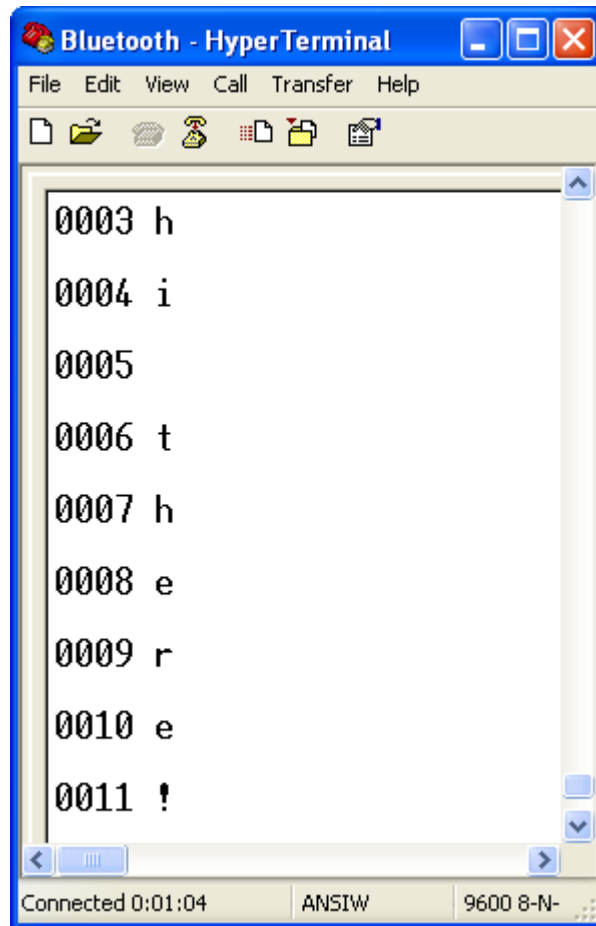 Bluetooth - HyperTerminal
File Edit View Call Transfer Help
0003 h
0004 i
0005
0006 t
0007 h
0008 e
0009 r
0010 e
0011 !
Connected 0:01:04 ANSIW 9600 8-N-